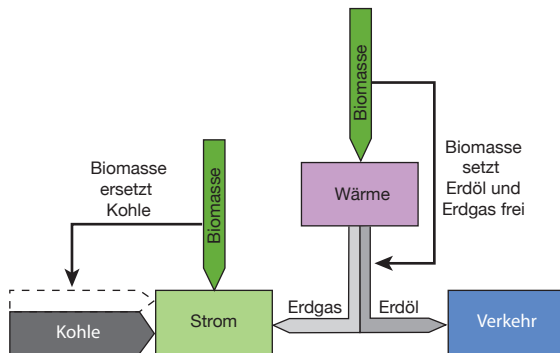 Biomasse
Biomasse
setzt
Erdöl und
Erdgas frei
Biomasse
ersetzt
Kohle
Biomasse
Wärme
Kohle
Strom
Erdgas
Erdöl
Verkehr